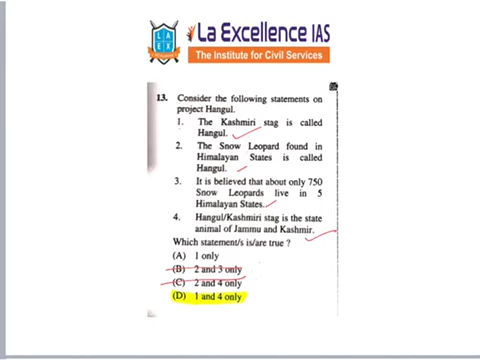 LA
EX
La Excellence IAS
The Institute for Civil Services
13. Consider the following statements on
project Hangul.
1. The Kashmiri stag is called
Hangul.
2. The Snow Leopard found in
Himalayan States is called
Hangul.
3. It is believed that about only 750
Snow Leopards live in 5
Himalayan States.
4. Hangul/Kashmiri stag is the state
animal of Jammu and Kashmir.
Which statement/s is/are true ?
(A) 1 only
(B) 2 and 3 only
(C) 2 and 4 only
(D) 1 and 4 only